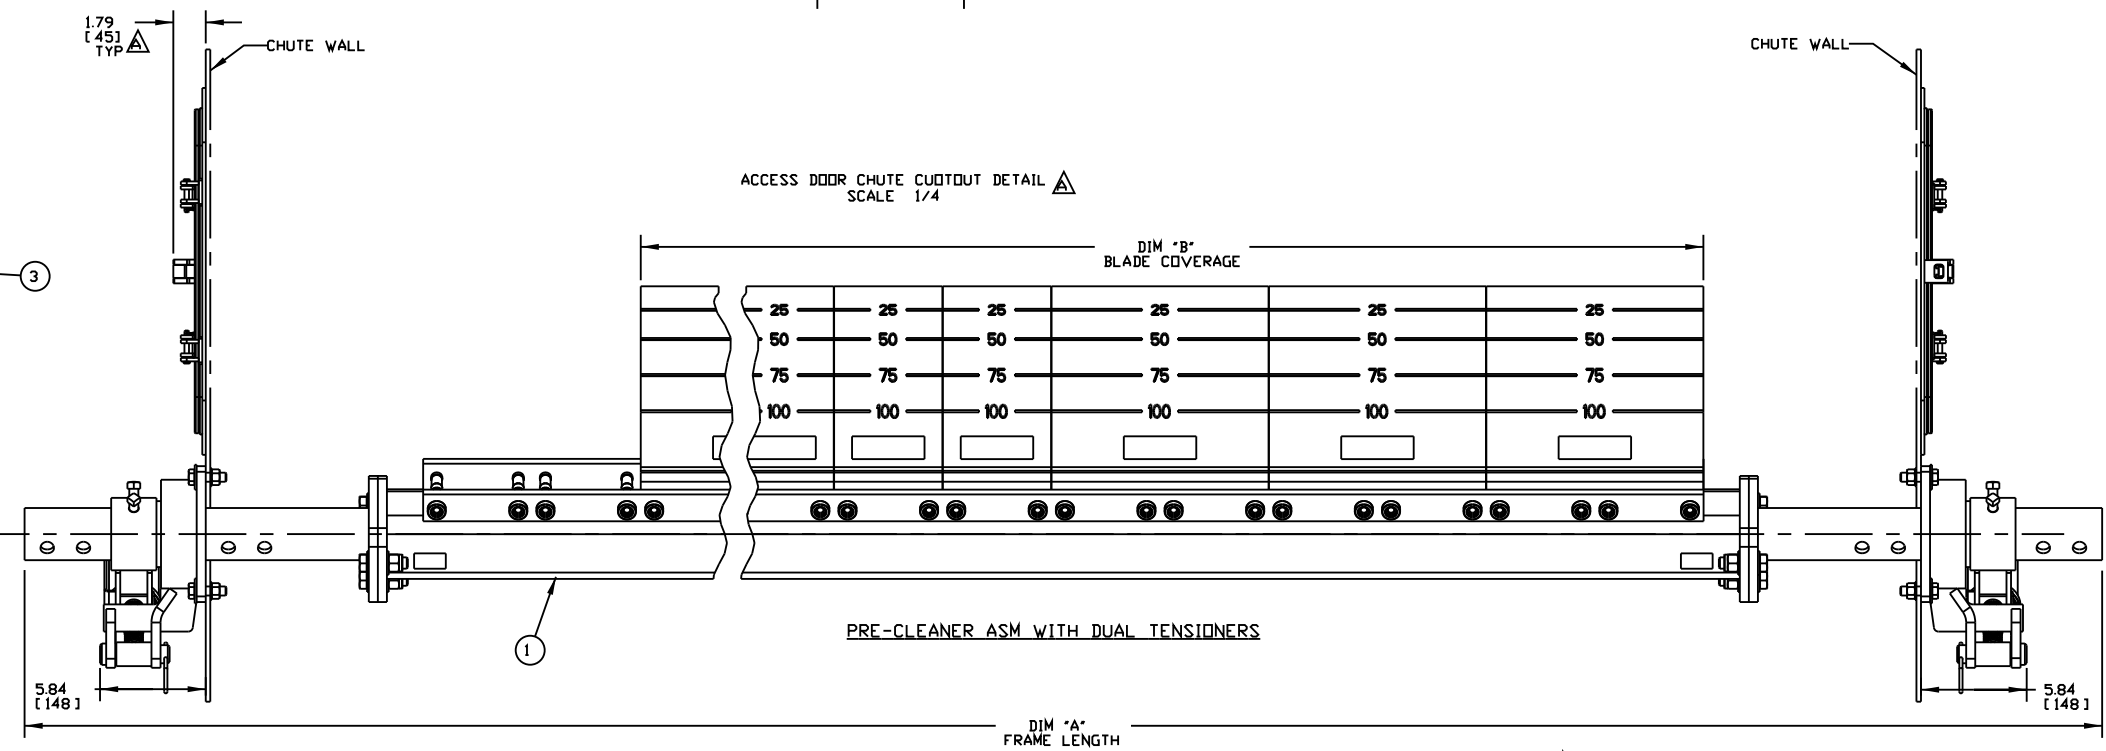 1.79
[45]
TYP A
CHUTE WALL
CHUTE WALL
ACCESS DOOR CHUTE CUOTOUT DETAIL A
SCALE 1/4
3
DIM "B"
BLADE COVERAGE
25 25 25 25 25 25
50 50 50 50 50 50
75 75 75 75 75 75
100 100 100 100 100 100
1
PRE-CLEANER ASM WITH DUAL TENSIONERS
5.84
[148]
5.84
[148]
DIM "A"
FRAME LENGTH